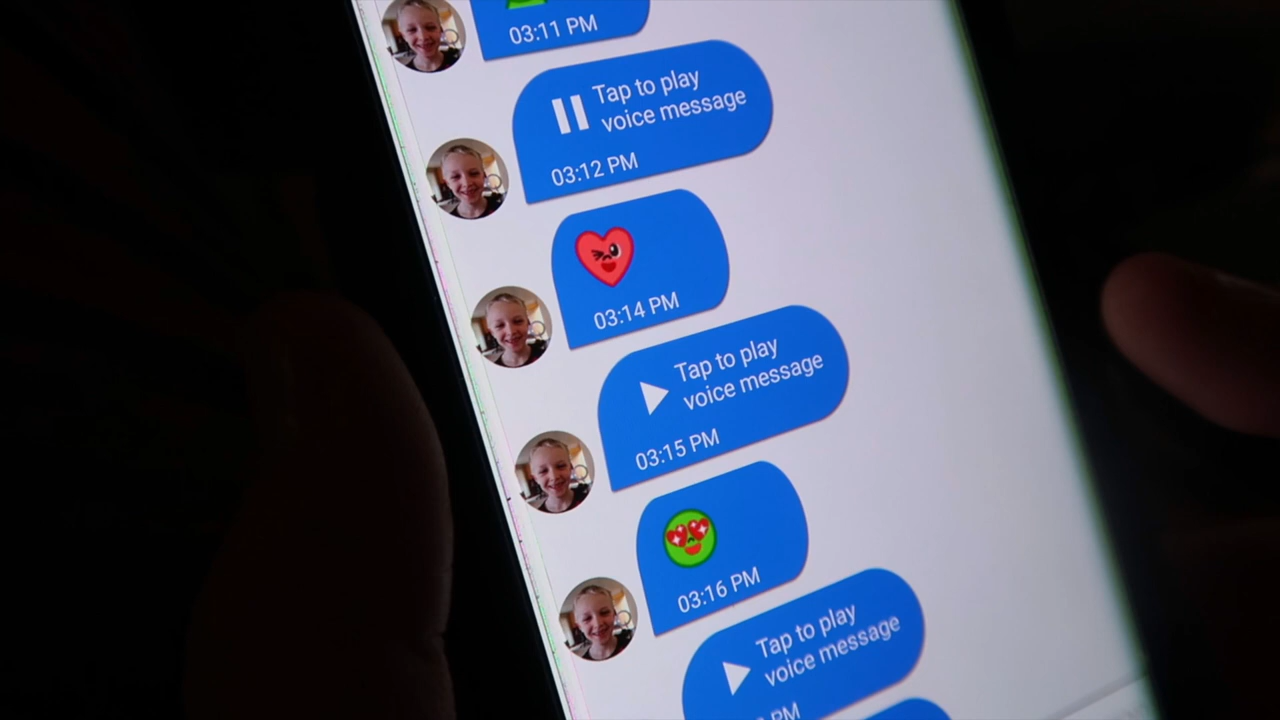 03:11 PM
Tap to play
voice message
03:12 PM
03:14 PM
Tap to play
voice message
03:15 PM
03:16 PM
Tap to play
voice message
PM